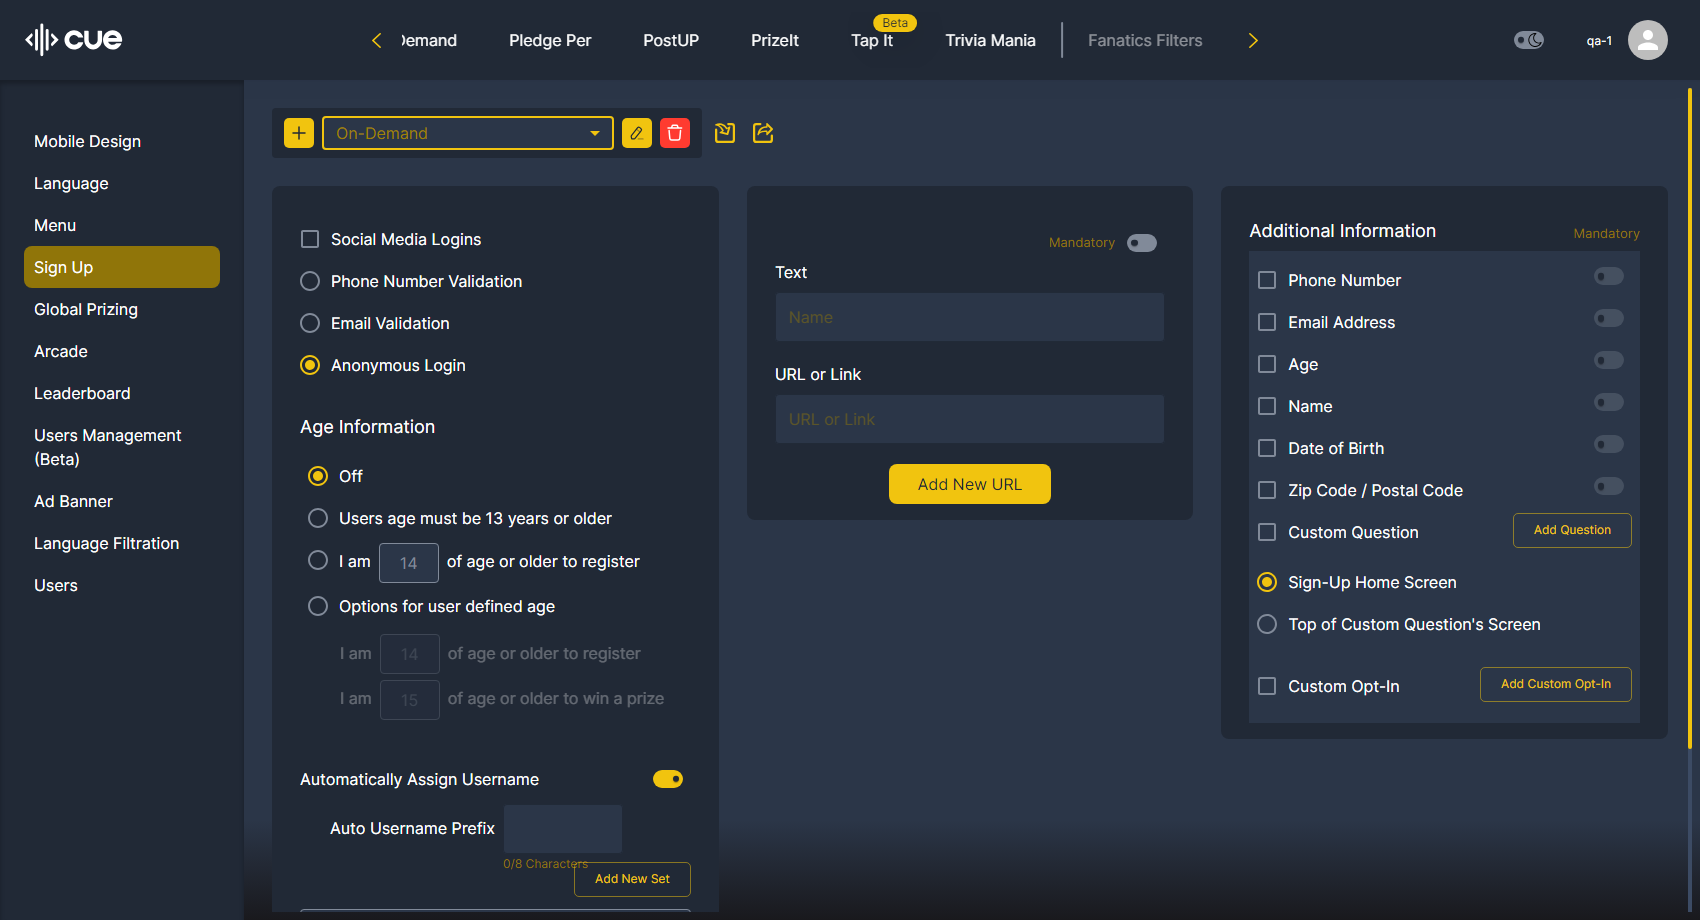 cue
Demand
Pledge Per
PostUP
PrizeIt
Beta
Tap It
Trivia Mania
Fanatics Filters
qa-1
Mobile Design
Language
Menu
Sign Up
Global Prizing
Arcade
Leaderboard
Users Management
(Beta)
Ad Banner
Language Filtration
Users
On-Demand
Social Media Logins
Phone Number Validation
Email Validation
Anonymous Login
Age Information
Off
Users age must be 13 years or older
I am 14 of age or older to register
Options for user defined age
I am 14 of age or older to register
I am 15 of age or older to win a prize
Automatically Assign Username
Auto Username Prefix
0/8 Characters
Add New Set
Mandatory
Text
Name
URL or Link
URL or Link
Add New URL
Additional Information
Mandatory
Phone Number
Email Address
Age
Name
Date of Birth
Zip Code / Postal Code
Custom Question
Add Question
Sign-Up Home Screen
Top of Custom Question's Screen
Custom Opt-In
Add Custom Opt-In